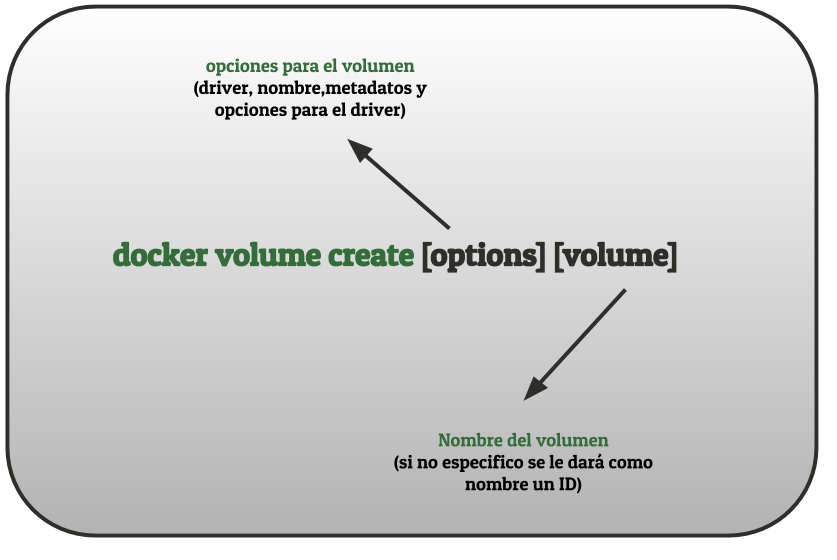 opciones para el volumen
(driver, nombre,metadatos y
opciones para el driver)
docker volume create [options] [volume]
Nombre del volumen
(si no especifico se le dará como
nombre un ID)